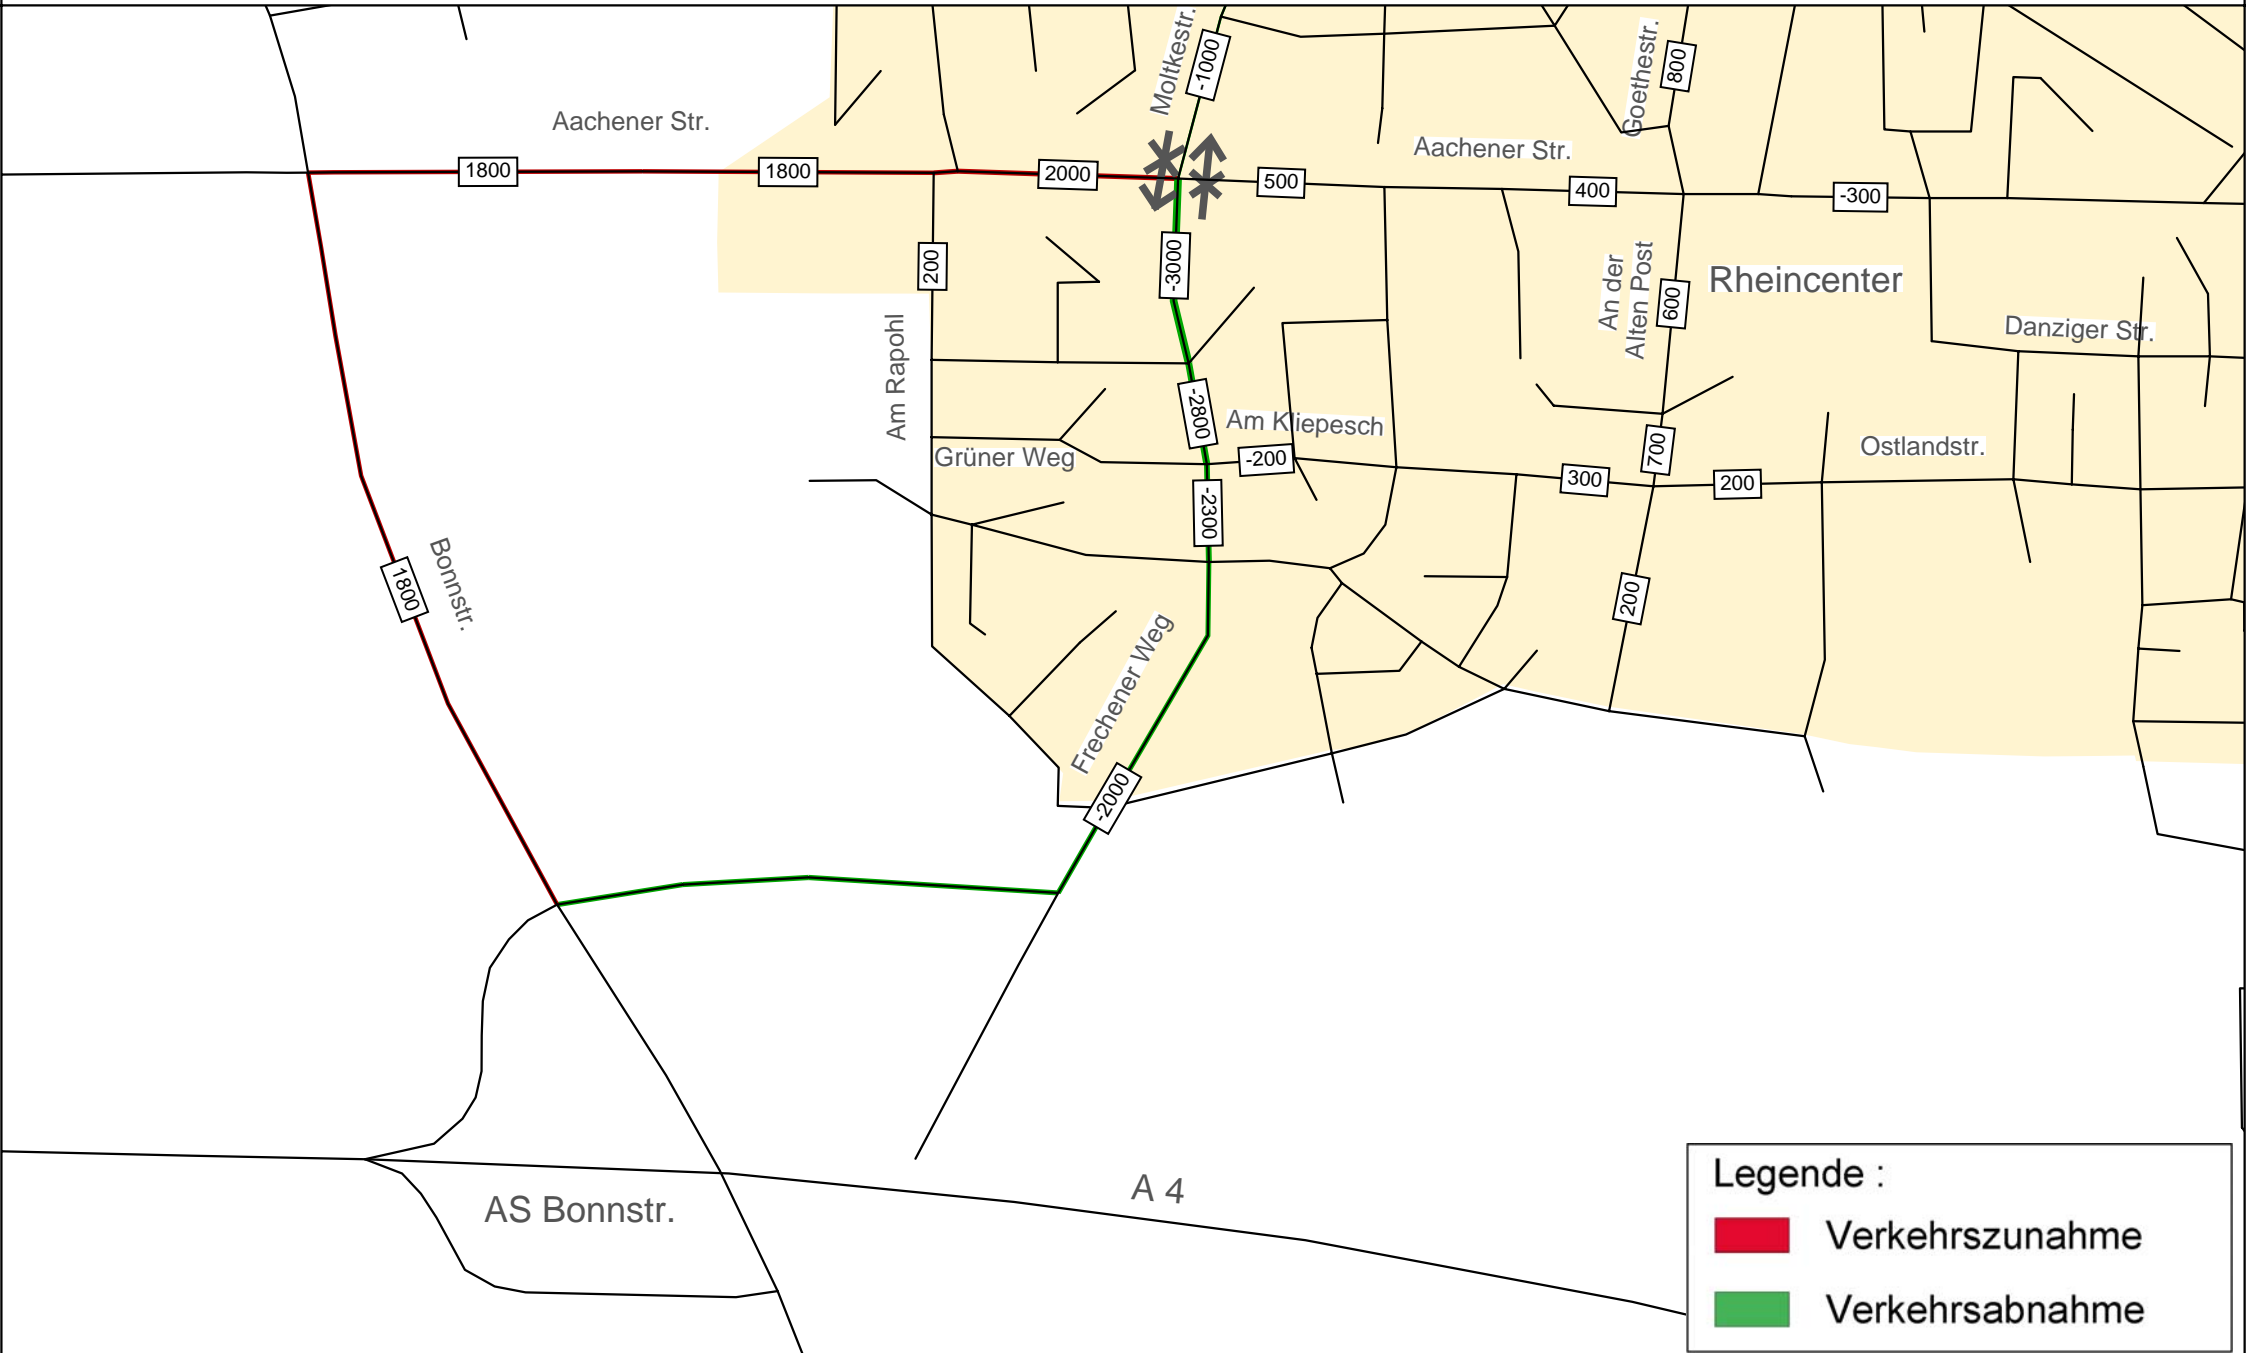 Moltkestr.
-1000
Goethestr.
800
Aachener Str.
Aachener Str.
1800
1800
2000
500
400
-300
200
-3000
An der
Alten Post
600
Rheincenter
Danziger Str.
Am Rapohl
-2800
Am Kliepesch
Grüner Weg
-200
700
Ostlandstr.
300
200
-2300
Bonnstr.
1800
200
Frechener Weg
-2000
A 4
AS Bonnstr.
Legende :
Verkehrszunahme
Verkehrsabnahme